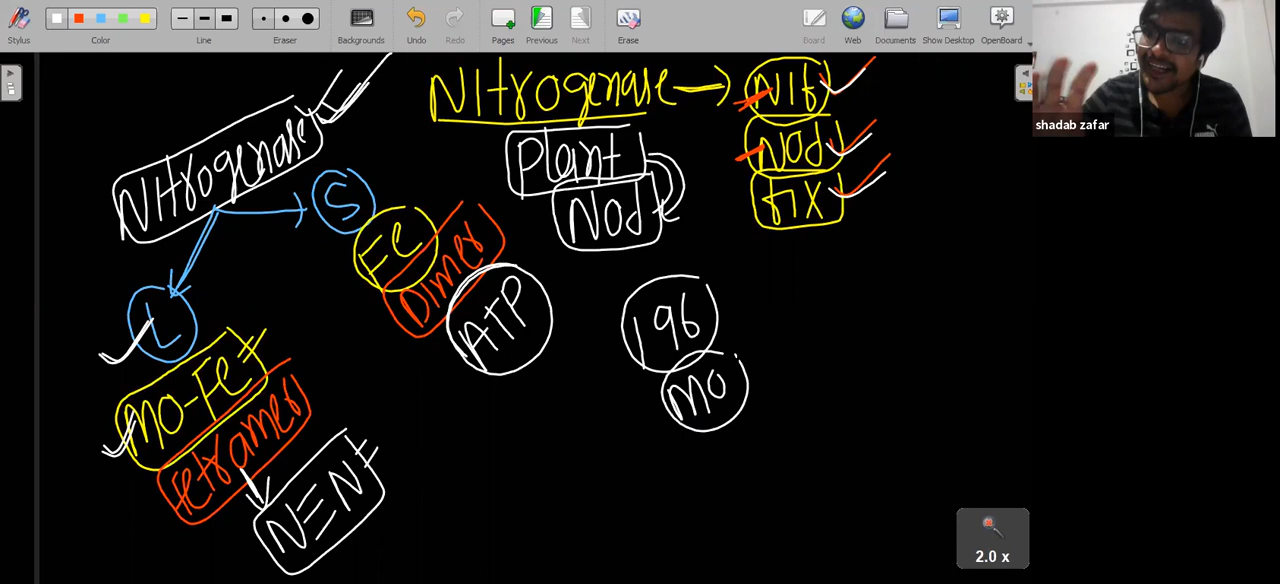 Stylus
Color
Line
Eraser
Backgrounds
Undo
Redo
Pages
Previous
Next
Erase
Board
Web
Documents
Show Desktop
OpenBoard
shadab zafar
Nitrogenase → Nif
Nod
fix
Plant
Nod
Nitrogenase
S
Fe
Dimer
ATP
L
Mo-Fe
tetramer
N≡N
196
Mo
2.0 x